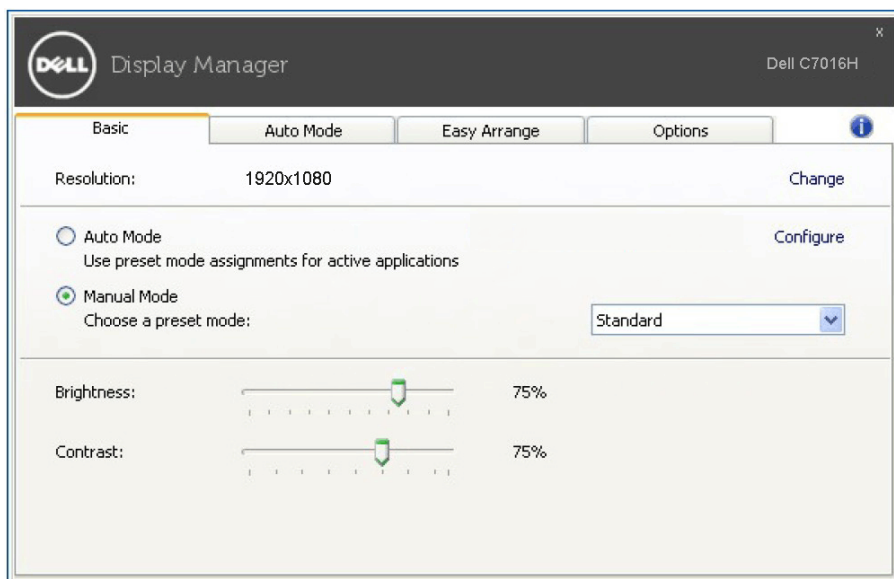 DELL Display Manager
x
Dell C7016H
Basic Auto Mode Easy Arrange Options i
Resolution: 1920x1080 Change
Auto Mode Configure
Use preset mode assignments for active applications
Manual Mode
Choose a preset mode: Standard
Brightness: 75%
Contrast: 75%